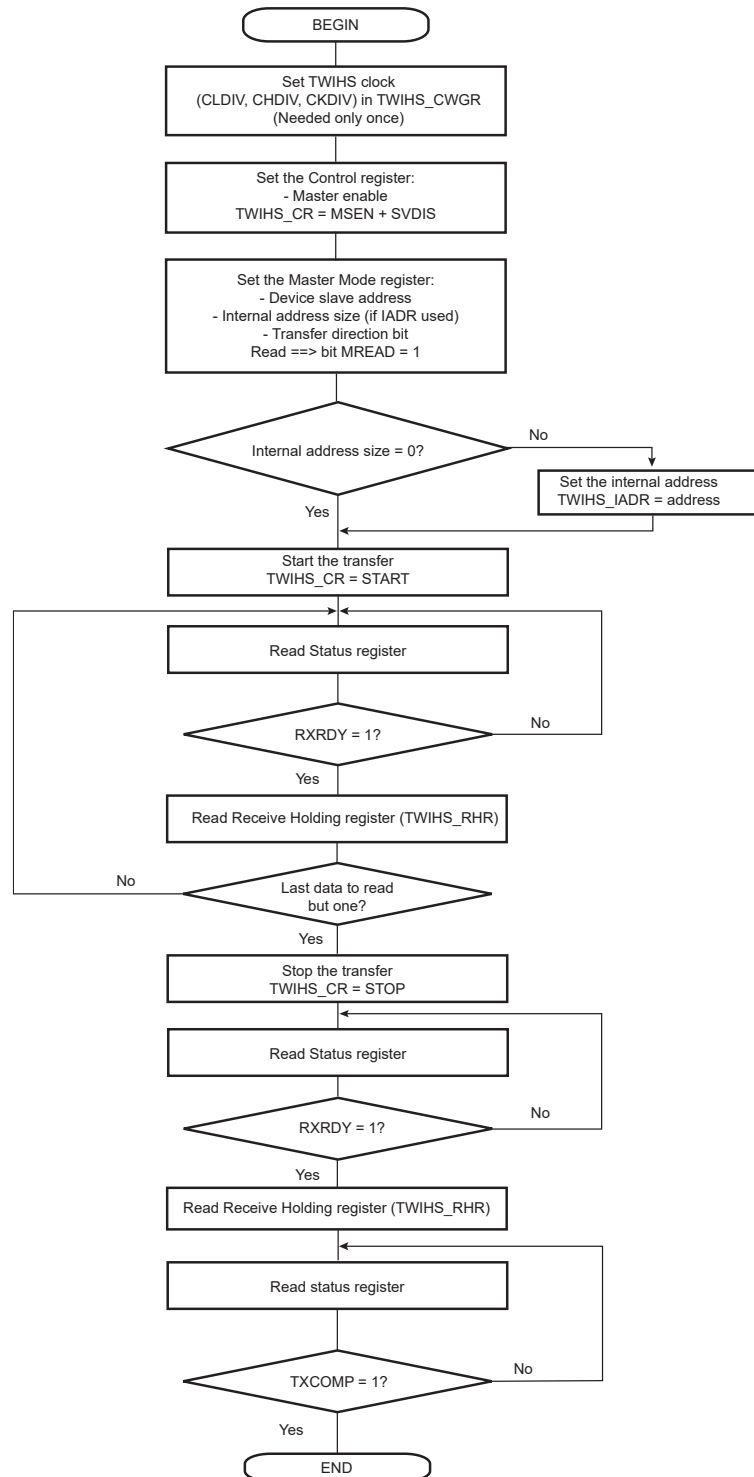 BEGIN
Set TWIHS clock
(CLDIV, CHDIV, CKDIV) in TWIHS_CWGR
(Needed only once)
Set the Control register:
- Master enable
TWIHS_CR = MSEN + SVDIS
Set the Master Mode register:
- Device slave address
- Internal address size (if IADR used)
- Transfer direction bit
Read ==> bit MREAD = 1
Internal address size = 0?
No
Set the internal address
TWIHS_IADR = address
Yes
Start the transfer
TWIHS_CR = START
Read Status register
RXRDY = 1?
No
Yes
Read Receive Holding register (TWIHS_RHR)
No
Last data to read
but one?
Yes
Stop the transfer
TWIHS_CR = STOP
Read Status register
RXRDY = 1?
No
Yes
Read Receive Holding register (TWIHS_RHR)
Read status register
TXCOMP = 1?
No
Yes
END